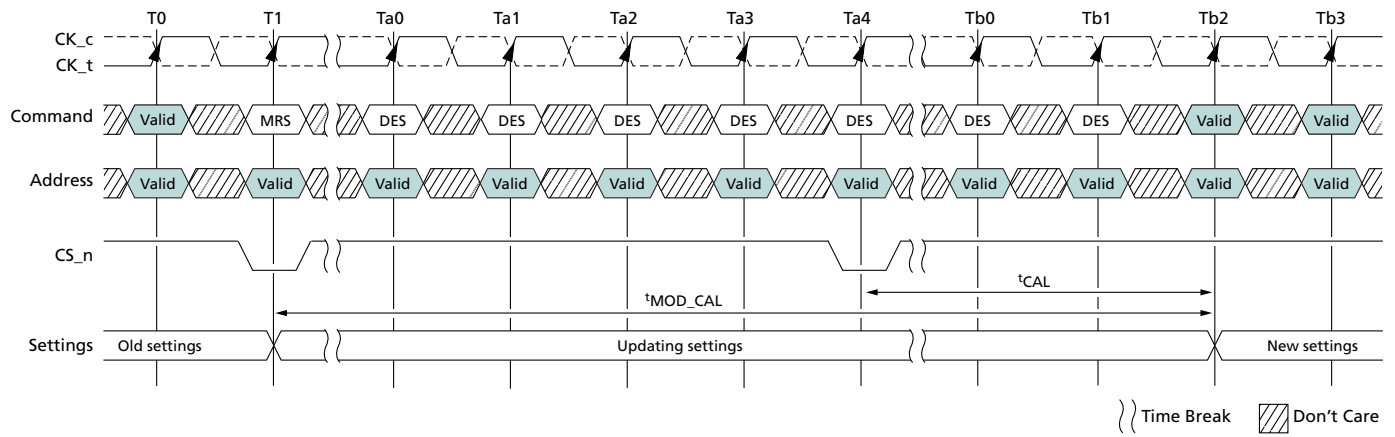 T0 T1 Ta0 Ta1 Ta2 Ta3 Ta4 Tb0 Tb1 Tb2 Tb3
CK_c
CK_t
Command Valid MRS DES DES DES DES DES DES DES Valid Valid
Address Valid Valid Valid Valid Valid Valid Valid Valid Valid Valid Valid
CS_n
tCAL
tMOD_CAL
Settings Old settings Updating settings New settings
Time Break Don't Care